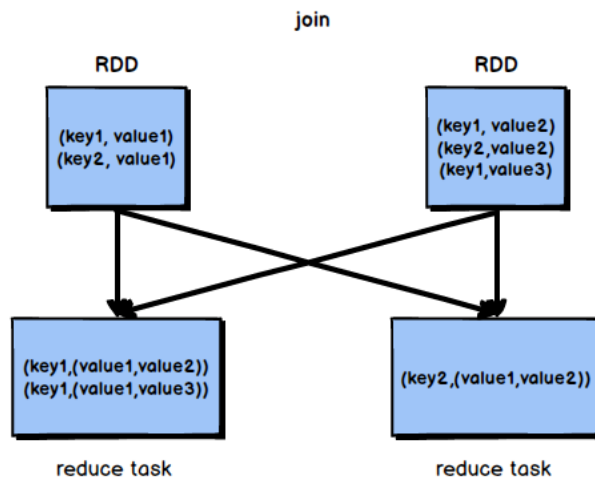 join
RDD
RDD
(key1, value1)
(key2, value1)
(key1, value2)
(key2,value2)
(key1,value3)
(key1,(value1,value2))
(key1,(value1,value3))
(key2,(value1,value2))
reduce task
reduce task